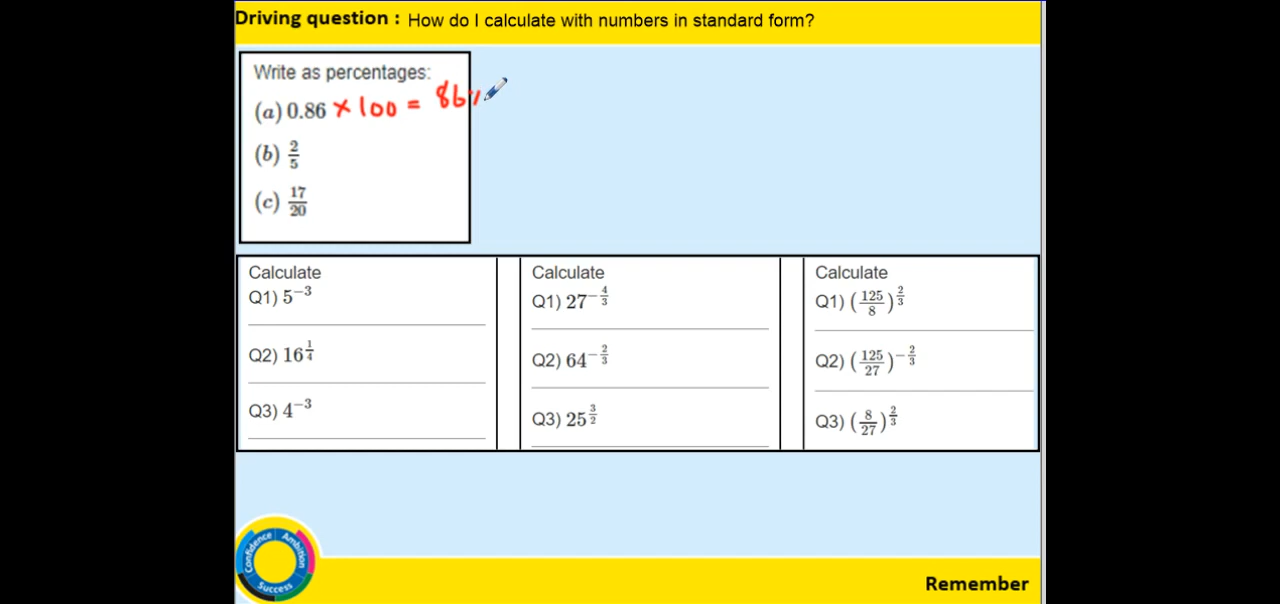 Driving question : How do I calculate with numbers in standard form?
Write as percentages:
(a) 0.86 × 100 = 86%
(b) 2/5
(c) 17/20
Calculate
Q1) 5^-3
Q2) 16^1/4
Q3) 4^-3
Calculate
Q1) 27^-4/3
Q2) 64^-2/3
Q3) 25^3/2
Calculate
Q1) (125/8)^2/3
Q2) (125/27)^-2/3
Q3) (8/27)^2/3
Confidence Ambition
Success
Remember